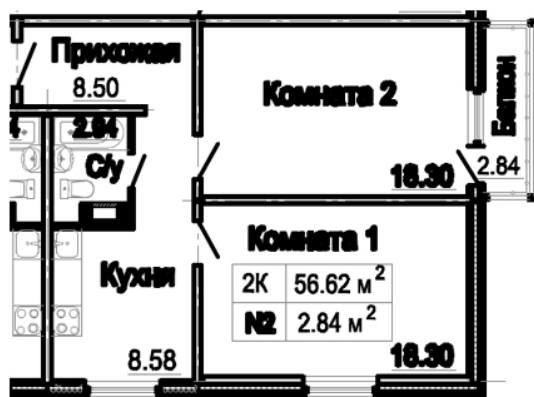 Прихожая
8.50
Комната 2
Балкон
2.84
2.84
С/у
18.30
Комната 1
Кухня
2К 56.62 м²
N2 2.84 м²
8.58
18.30